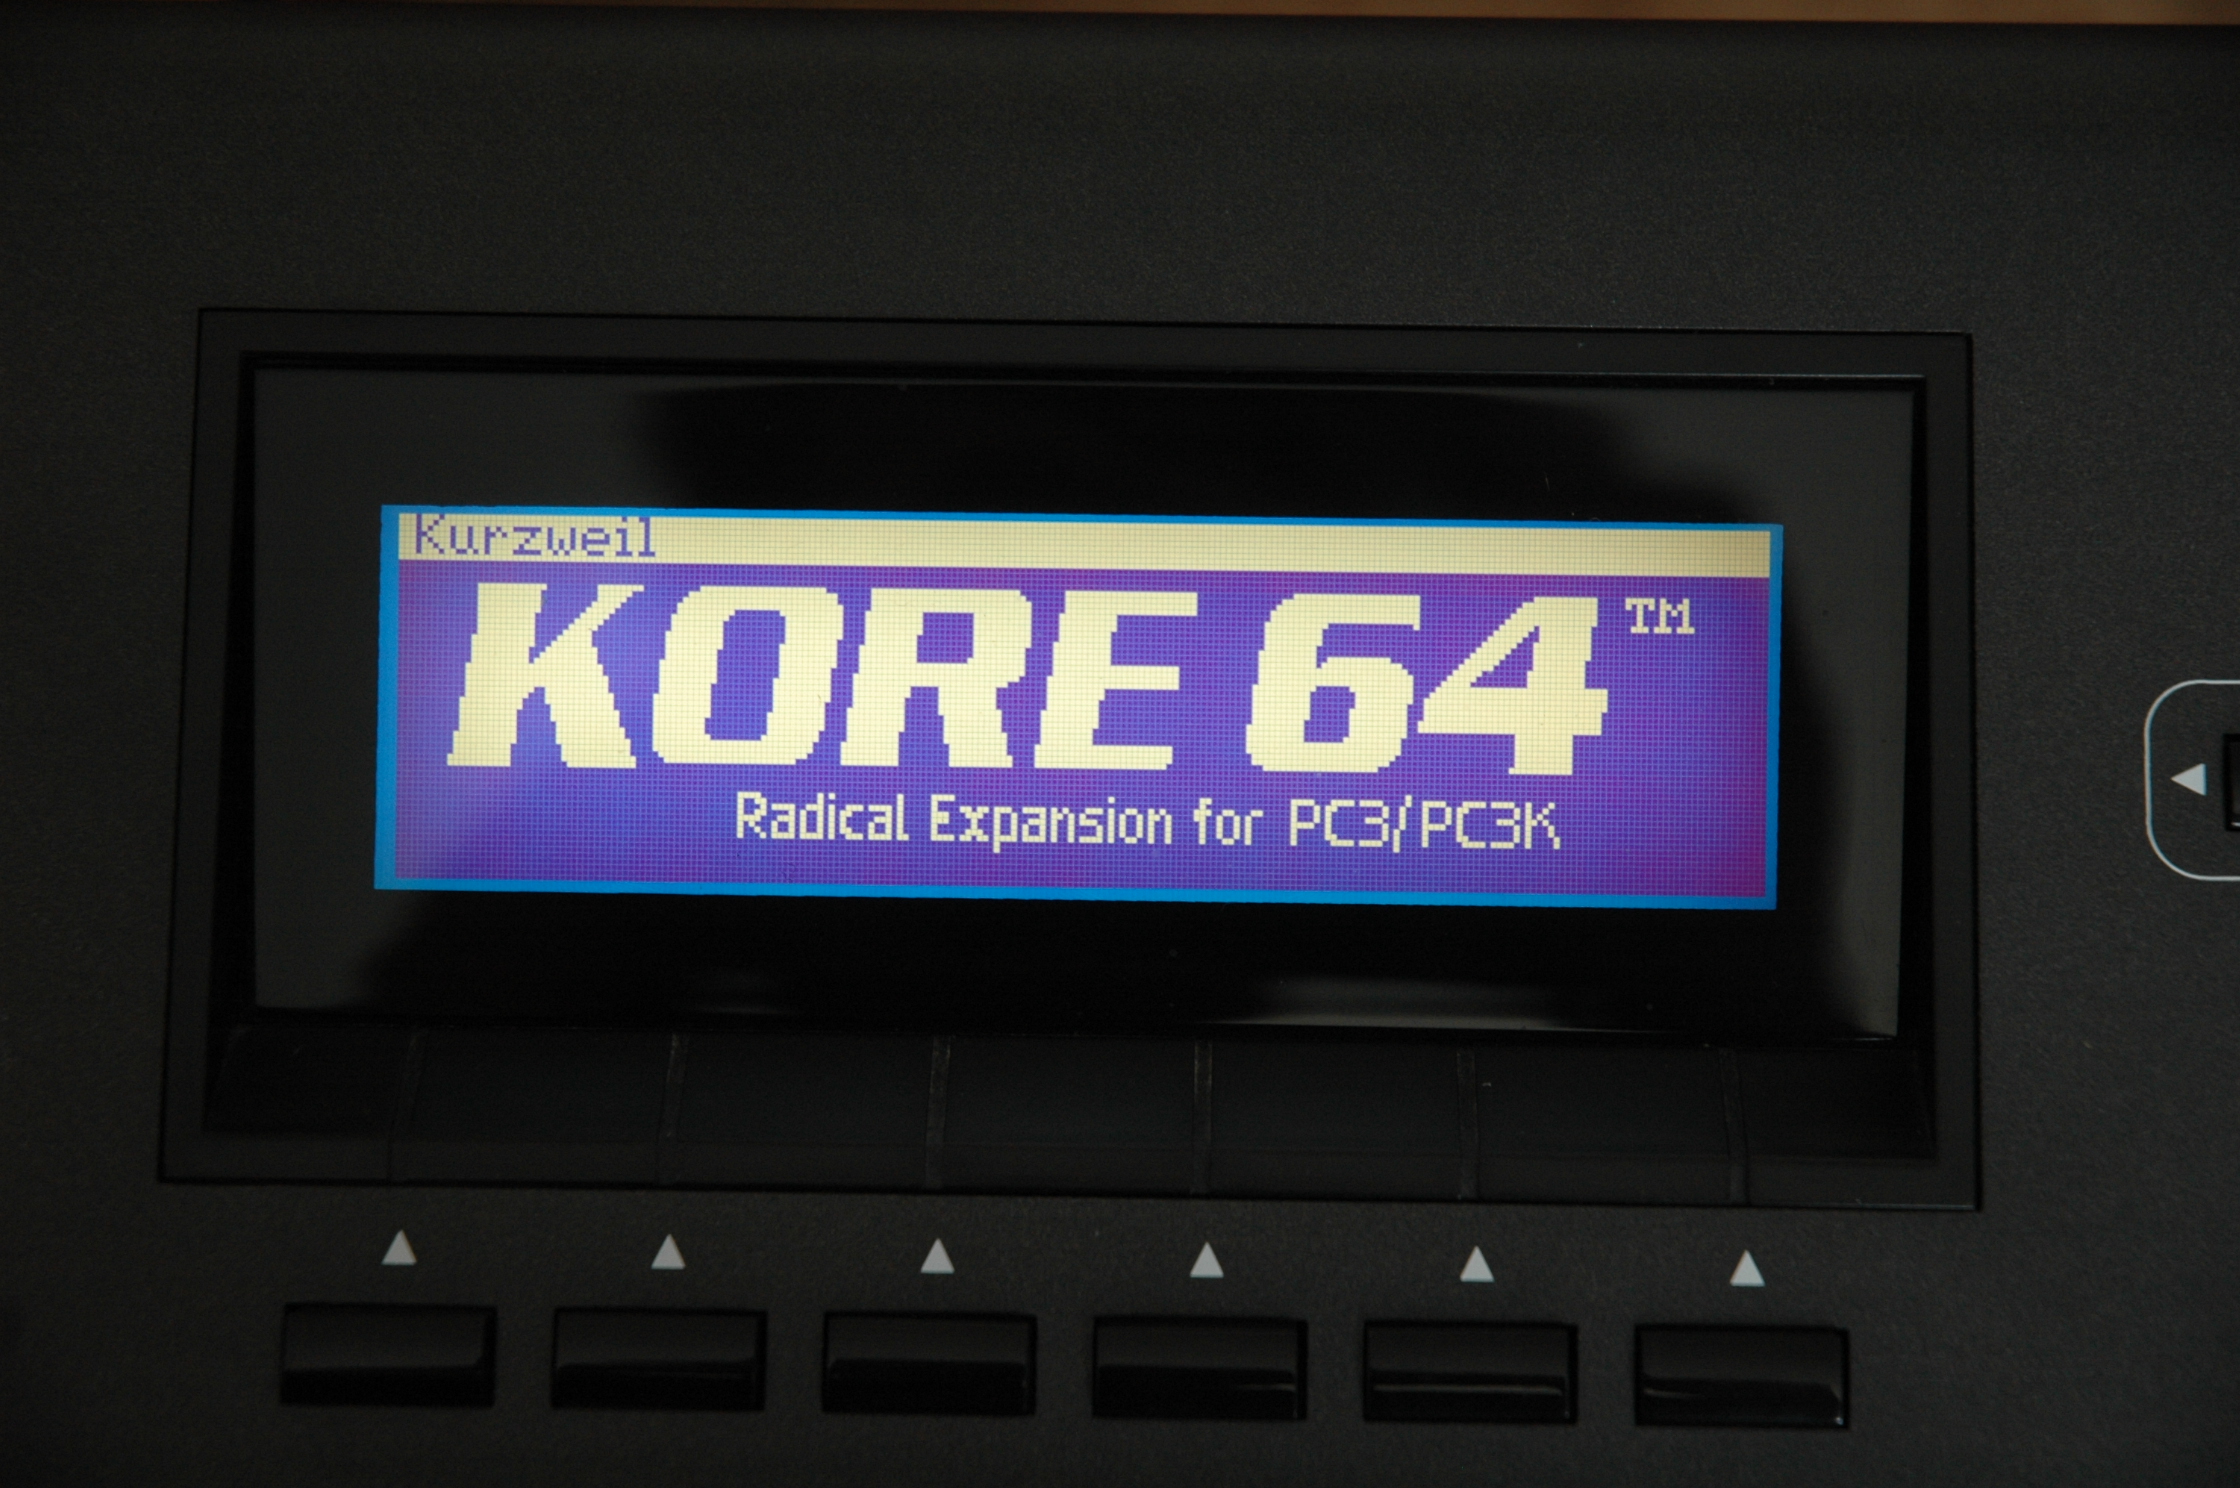 Kurzweil
KORE 64™
Radical Expansion for PC3/PC3K